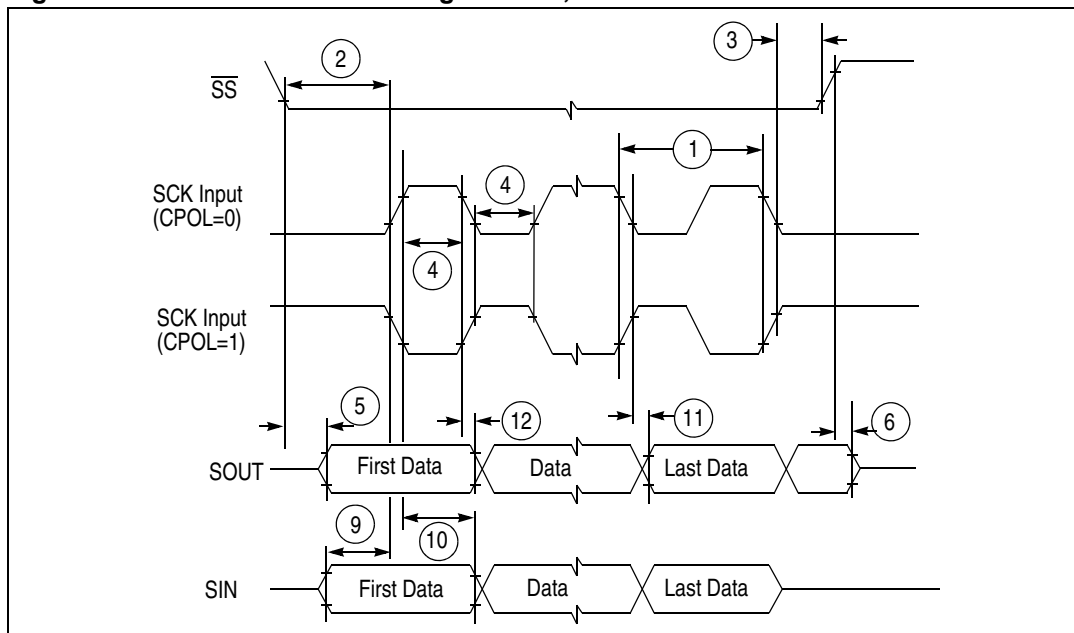 3
2
SS
1
SCK Input
(CPOL=0)
4
4
SCK Input
(CPOL=1)
5
12
11
6
SOUT
First Data
Data
Last Data
9
10
SIN
First Data
Data
Last Data